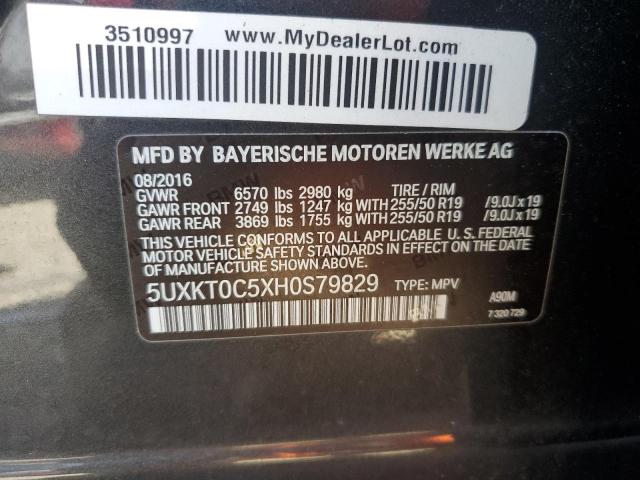 3510997 www.MyDealerLot.com
MFD BY BAYERISCHE MOTOREN WERKE AG
08/2016
GVWR 6570 lbs 2980 kg TIRE / RIM
GAWR FRONT 2749 lbs 1247 kg WITH 255/50 R19 /9.0J x 19
GAWR REAR 3869 lbs 1755 kg WITH 255/50 R19 /9.0J x 19
THIS VEHICLE CONFORMS TO ALL APPLICABLE U.S. FEDERAL
MOTOR VEHICLE SAFETY STANDARDS IN EFFECT ON THE DATE
OF MANUFACTURE SHOWN ABOVE.
5UXKT0C5XH0S79829 TYPE: MPV
A90M
7 320 729